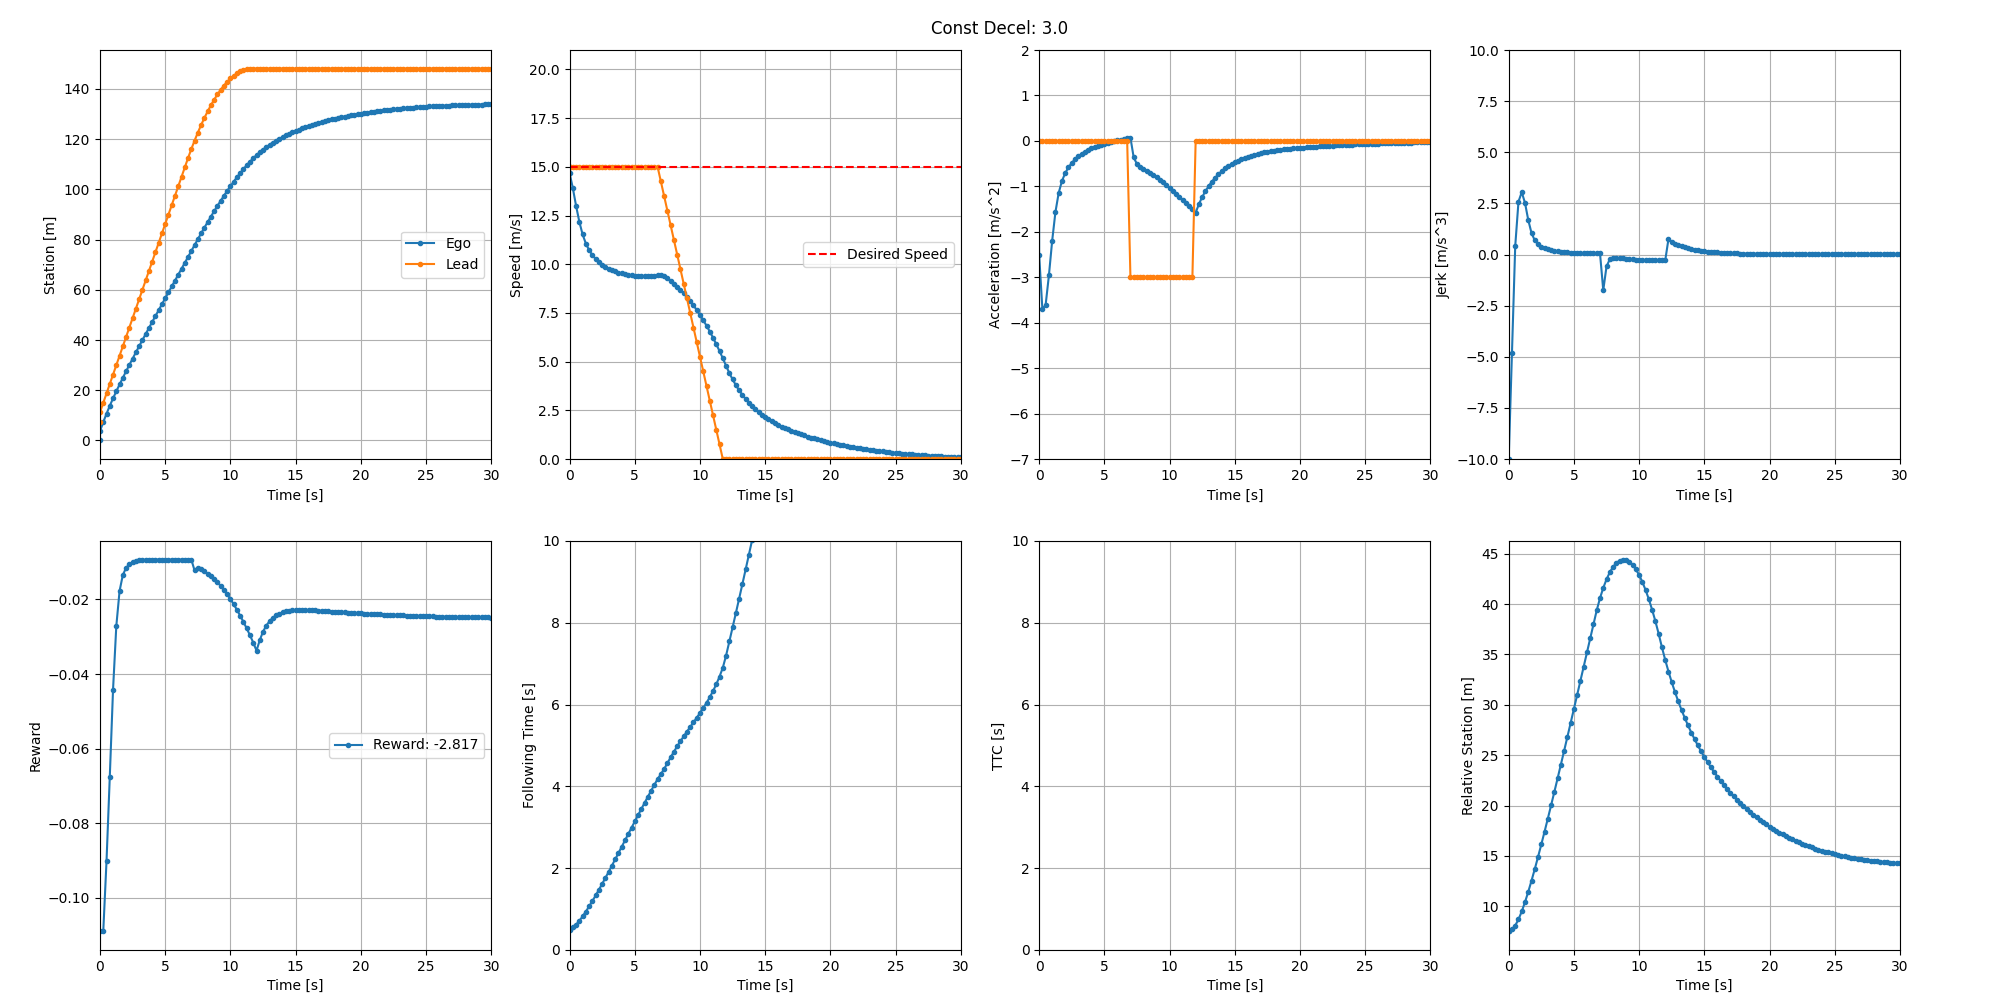 Const Decel: 3.0
Station [m]
140
120
100
80
60
40
20
0
Ego
Lead
0 5 10 15 20 25 30
Time [s]
Speed [m/s]
20.0
17.5
15.0
12.5
10.0
7.5
5.0
2.5
0.0
Desired Speed
0 5 10 15 20 25 30
Time [s]
Acceleration [m/s^2]
2
1
0
−1
−2
−3
−4
−5
−6
−7
0 5 10 15 20 25 30
Time [s]
Jerk [m/s^3]
10.0
7.5
5.0
2.5
0.0
−2.5
−5.0
−7.5
−10.0
0 5 10 15 20 25 30
Time [s]
Reward
−0.02
−0.04
−0.06
−0.08
−0.10
Reward: -2.817
0 5 10 15 20 25 30
Time [s]
Following Time [s]
10
8
6
4
2
0
0 5 10 15 20 25 30
Time [s]
TTC [s]
10
8
6
4
2
0
0 5 10 15 20 25 30
Time [s]
Relative Station [m]
45
40
35
30
25
20
15
10
0 5 10 15 20 25 30
Time [s]